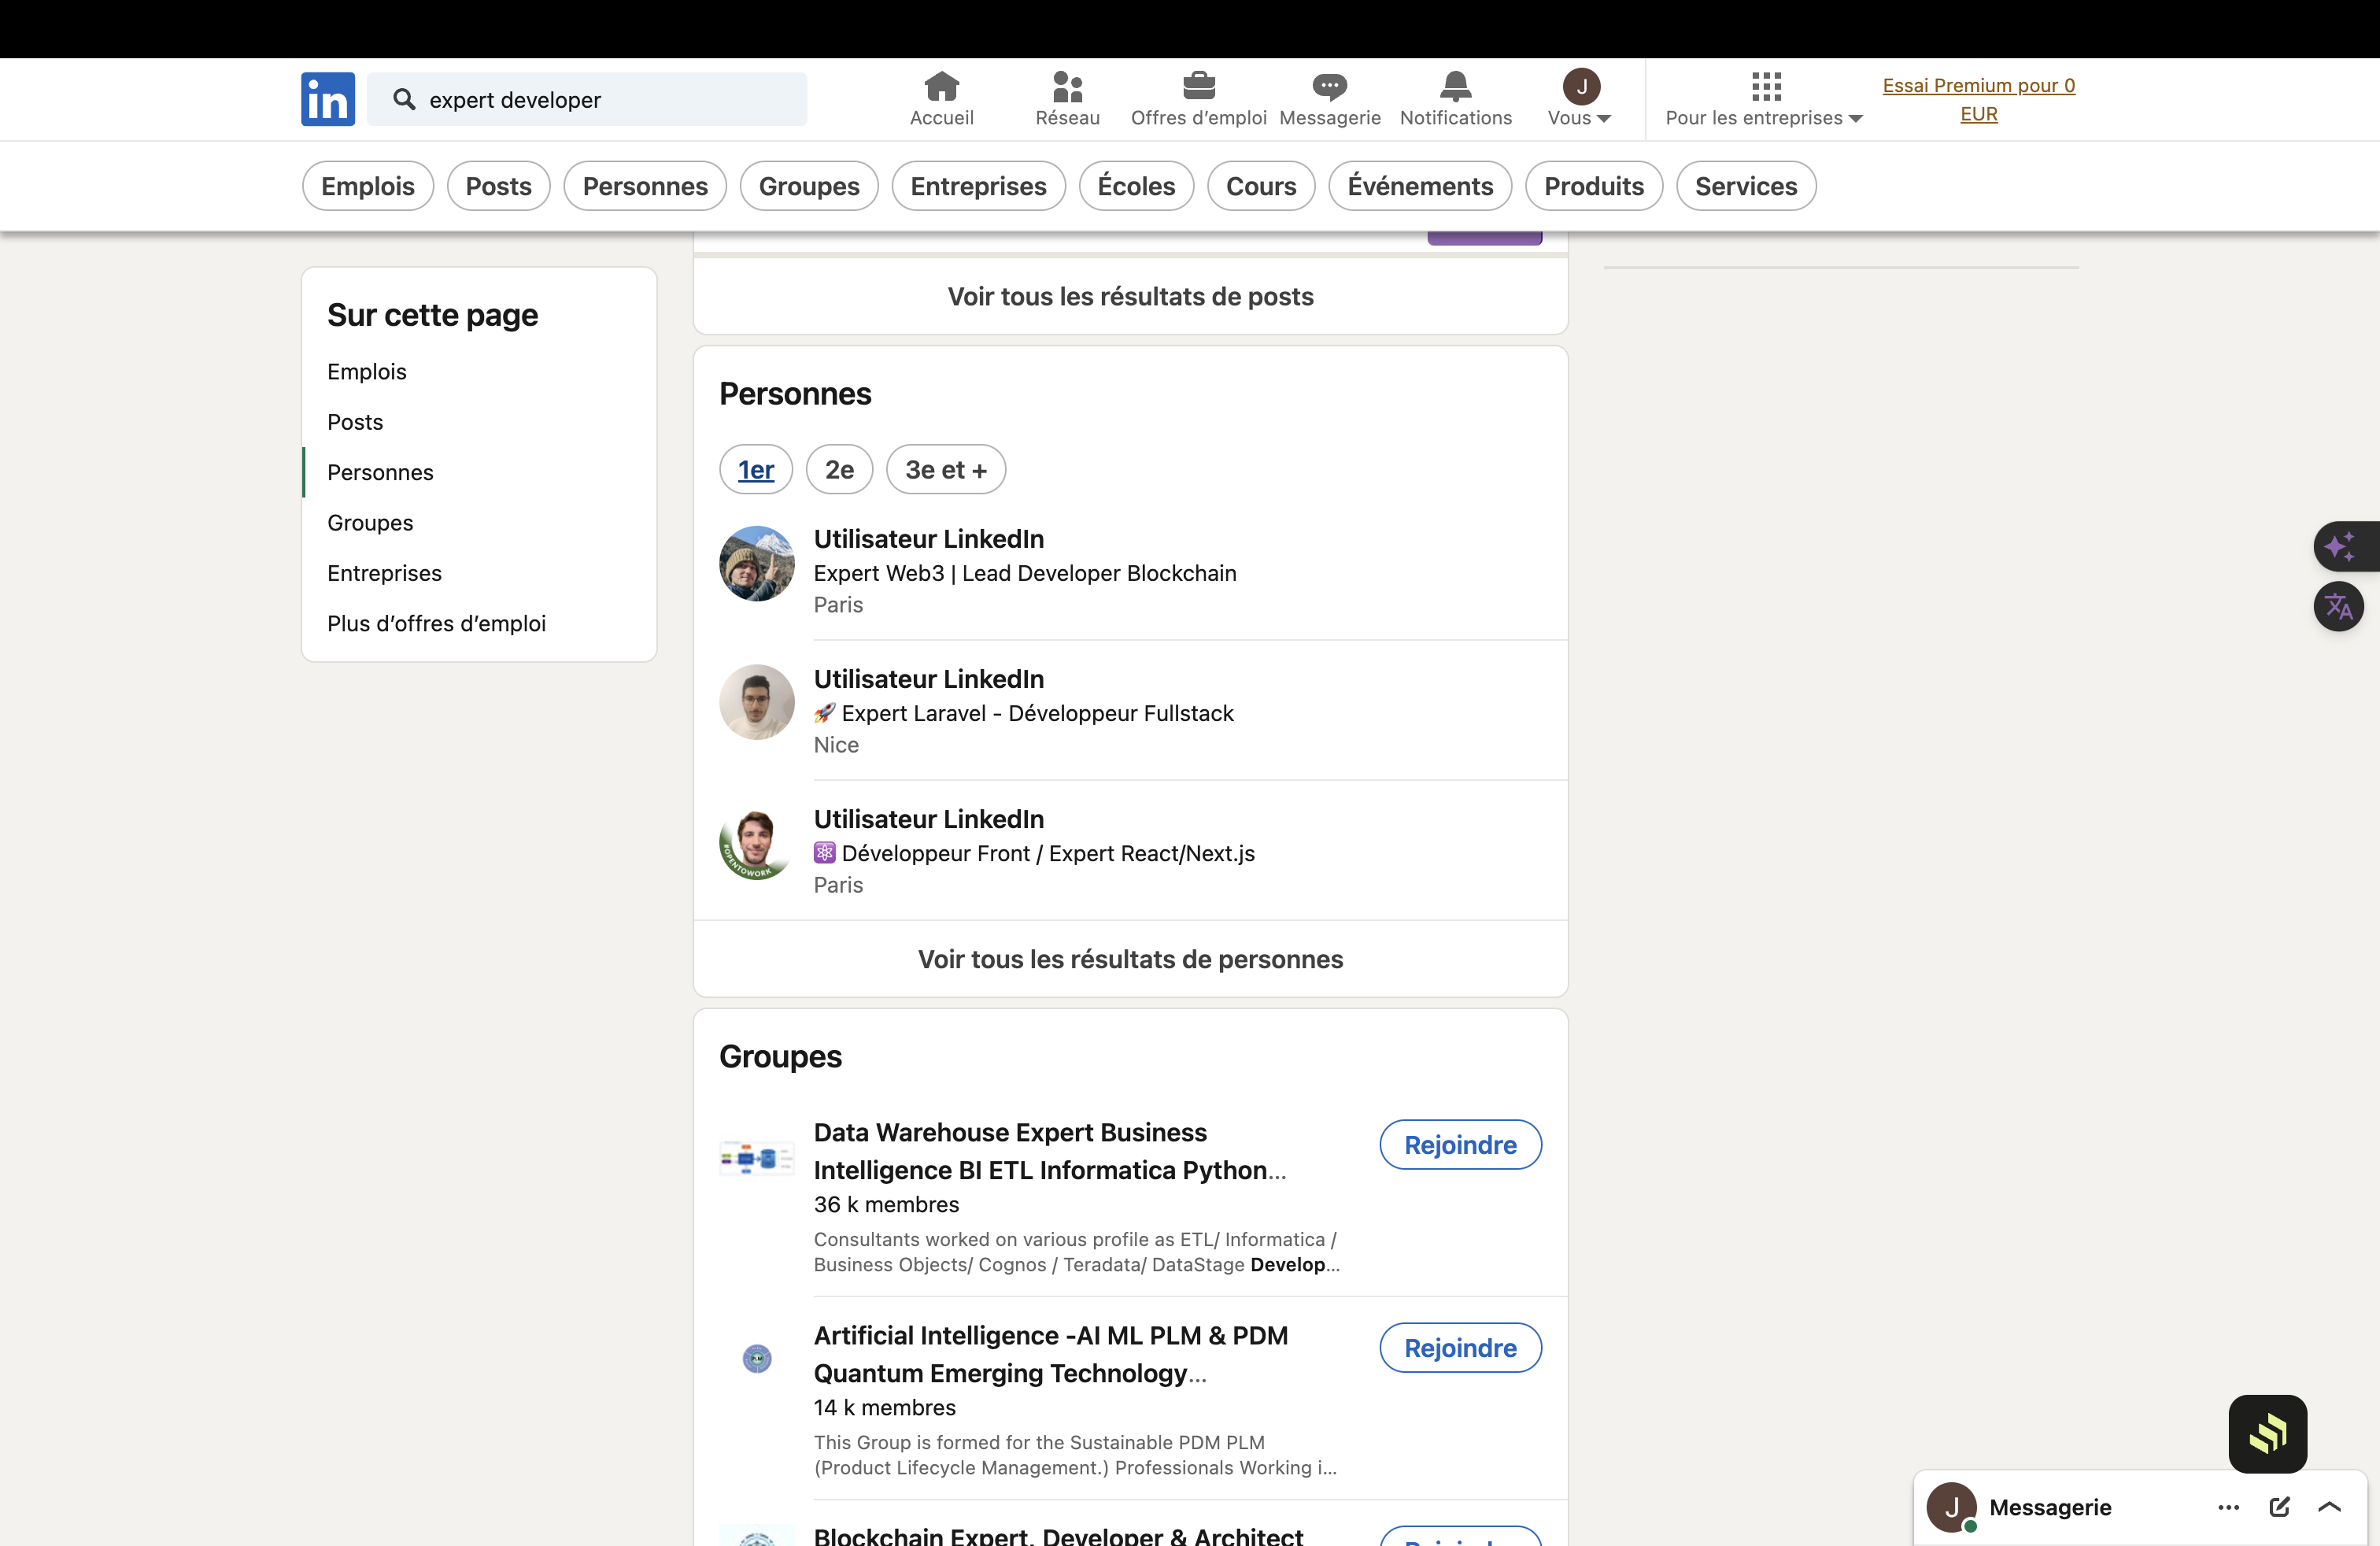 in
expert developer
Accueil
Réseau
Offres d’emploi
Messagerie
Notifications
J
Vous
Pour les entreprises
Essai Premium pour 0
EUR
Emplois
Posts
Personnes
Groupes
Entreprises
Écoles
Cours
Événements
Produits
Services
Sur cette page
Emplois
Posts
Personnes
Groupes
Entreprises
Plus d’offres d’emploi
Voir tous les résultats de posts
Personnes
1er
2e
3e et +
Utilisateur LinkedIn
Expert Web3 | Lead Developer Blockchain
Paris
Utilisateur LinkedIn
🚀 Expert Laravel - Développeur Fullstack
Nice
#OPENTOWORK
Utilisateur LinkedIn
⚛️ Développeur Front / Expert React/Next.js
Paris
Voir tous les résultats de personnes
Groupes
Data Warehouse Expert Business
Intelligence BI ETL Informatica Python...
36 k membres
Consultants worked on various profile as ETL/ Informatica /
Business Objects/ Cognos / Teradata/ DataStage Develop...
Rejoindre
Artificial Intelligence -AI ML PLM & PDM
Quantum Emerging Technology...
14 k membres
This Group is formed for the Sustainable PDM PLM
(Product Lifecycle Management.) Professionals Working i...
Rejoindre
Blockchain Expert, Developer & Architect
Rejoindre
J
Messagerie